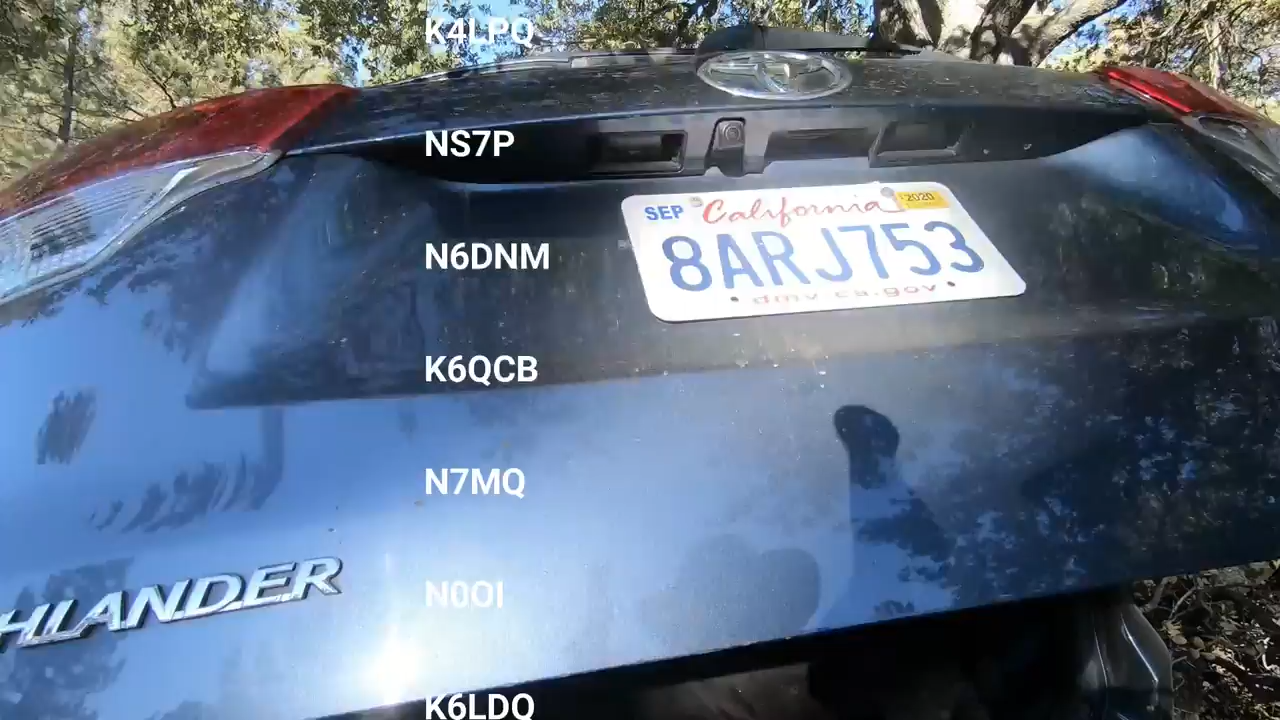 K4LPQ
NS7P
SEP California 2020
8ARJ753
dmv.ca.gov
N6DNM
K6QCB
N7MQ
N0OI
HLANDER
K6LDQ